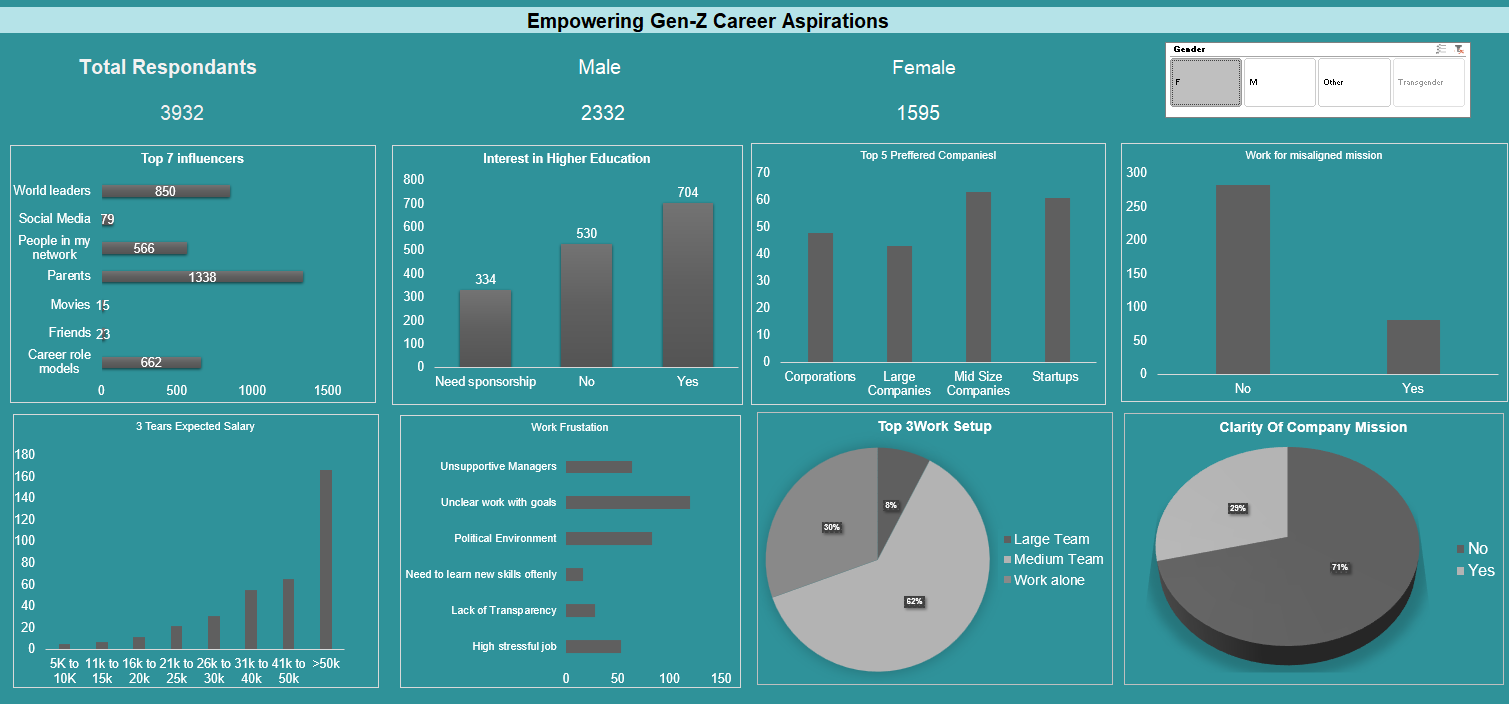 Empowering Gen-Z Career Aspirations
Total Respondants
Male
Female
3932
2332
1595
Gender
F
M
Other
Transgender
Top 7 influencers
World leaders
850
Social Media
79
People in my
network
566
Parents
1338
Movies
15
Friends
23
Career role
models
662
0 500 1000 1500
Interest in Higher Education
800
700
600
500
400
300
200
100
0
334
530
704
Need sponsorship No Yes
Top 5 Preffered Companiesl
70
60
50
40
30
20
10
0
Corporations
Large
Companies
Mid Size
Companies
Startups
Work for misaligned mission
300
250
200
150
100
50
0
No Yes
3 Tears Expected Salary
180
160
140
120
100
80
60
40
20
0
5K to
10K
11k to
15k
16k to
20k
21k to
25k
26k to
30k
31k to
40k
41k to
50k
>50k
Work Frustation
Unsupportive Managers
Unclear work with goals
Political Environment
Need to learn new skills oftenly
Lack of Transparency
High stressful job
0 50 100 150
Top 3Work Setup
8%
30%
62%
Large Team
Medium Team
Work alone
Clarity Of Company Mission
29%
71%
No
Yes